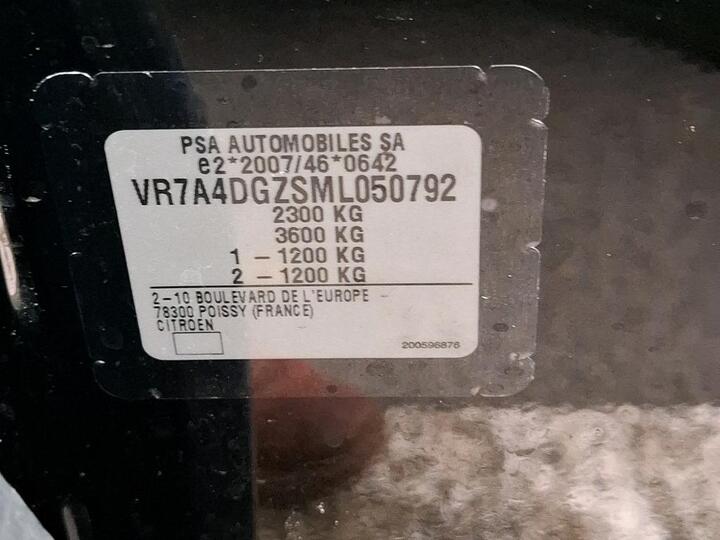 PSA AUTOMOBILES SA
e2*2007/46*0642
VR7A4DGZSML050792
2300 KG
3600 KG
1 - 1200 KG
2 - 1200 KG
2-10 BOULEVARD DE L'EUROPE
78300 POISSY (FRANCE)
CITROEN
200596876